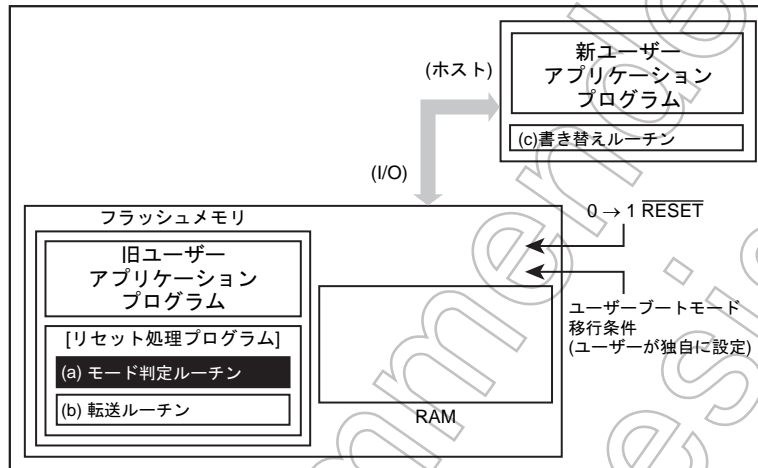 (ホスト)
新ユーザー
アプリケーション
プログラム
(c)書き替えルーチン
(I/O)
フラッシュメモリ
旧ユーザー
アプリケーション
プログラム
[リセット処理プログラム]
(a) モード判定ルーチン
(b) 転送ルーチン
RAM
0 → 1 RESET
ユーザーブートモード
移行条件
(ユーザーが独自に設定)